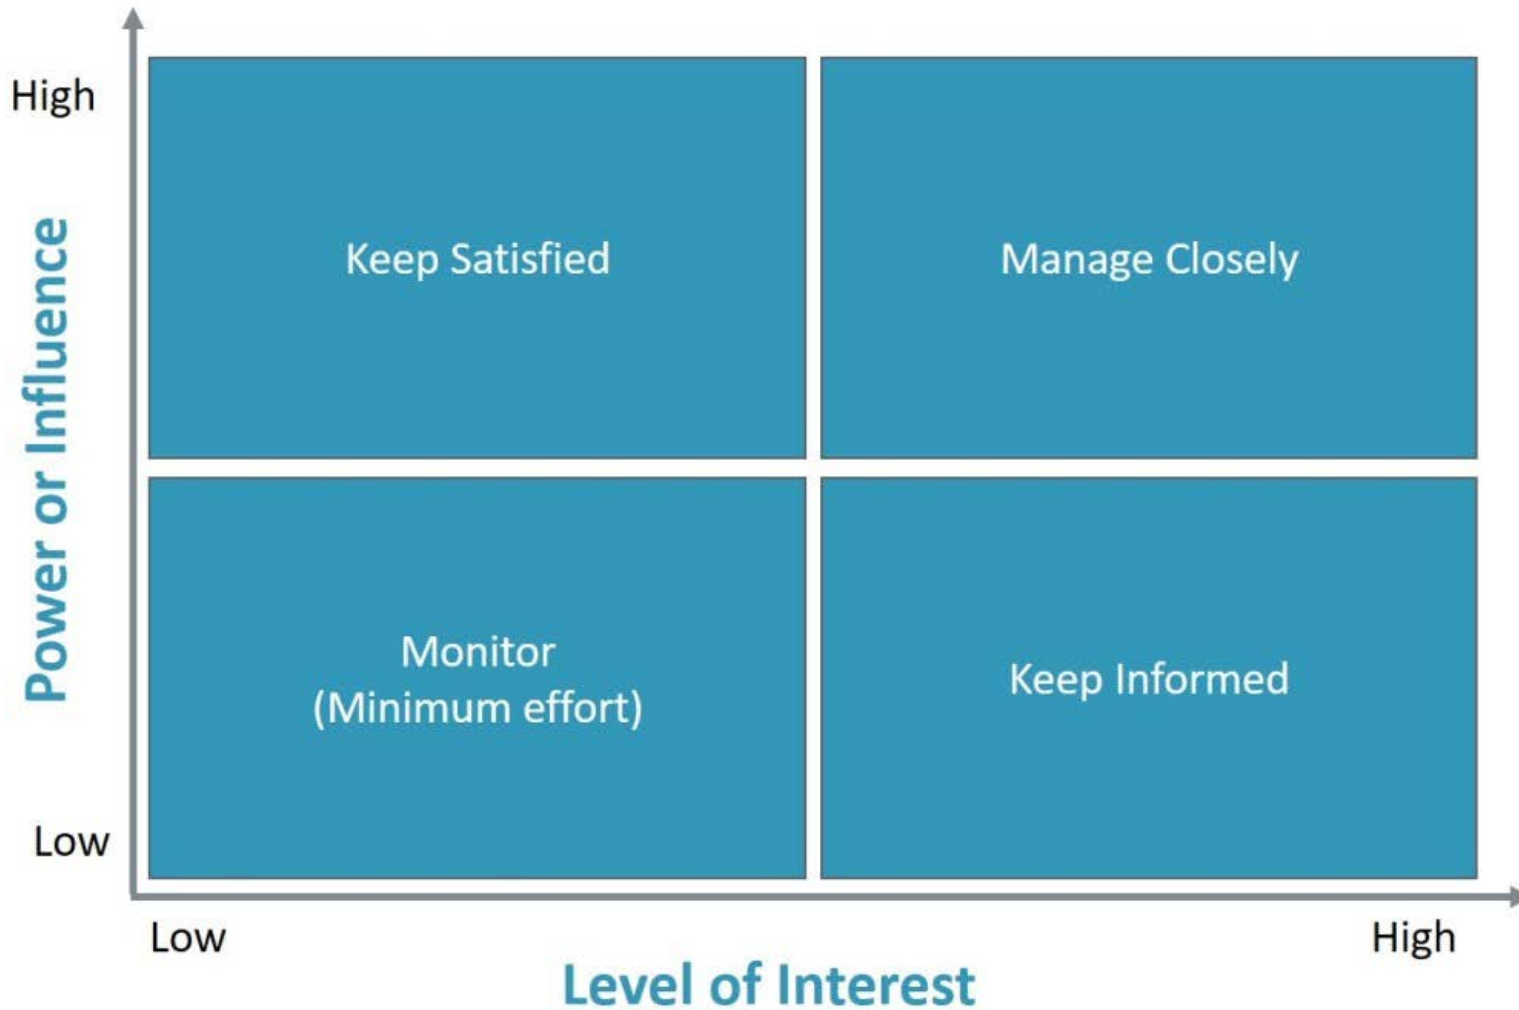 High
Keep Satisfied
Manage Closely
Power or Influence
Monitor
(Minimum effort)
Keep Informed
Low
Low
High
Level of Interest